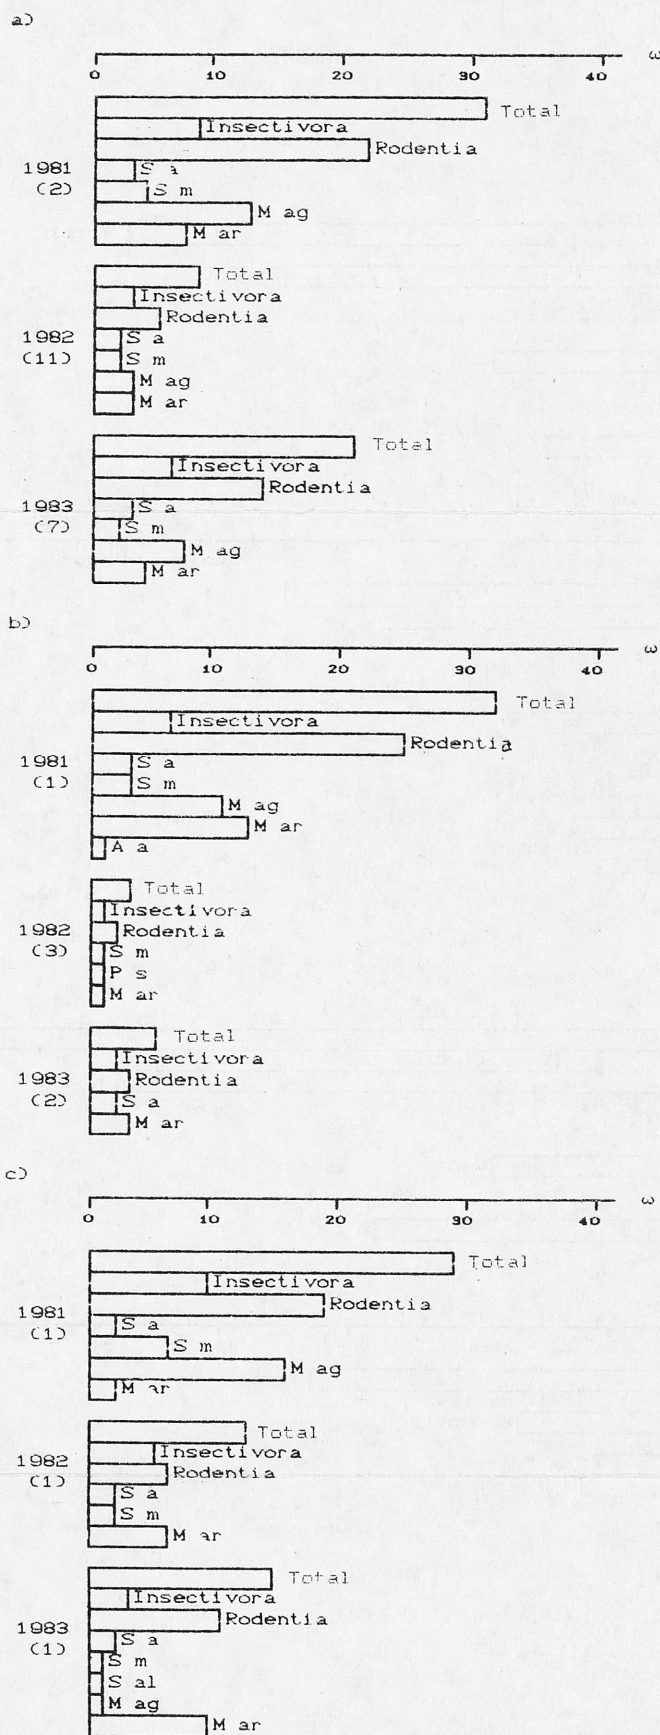 a)
0 10 20 30 40 ω
Total
Insectivora
Rodentia
1981
(2)
S a
S m
M ag
M ar
Total
Insectivora
Rodentia
1982
(11)
S a
S m
M ag
M ar
Total
Insectivora
Rodentia
1983
(7)
S a
S m
M ag
M ar
b)
0 10 20 30 40 ω
Total
Insectivora
Rodentia
1981
(1)
S a
S m
M ag
M ar
A a
Total
Insectivora
Rodentia
1982
(3)
S m
P s
M ar
Total
Insectivora
Rodentia
1983
(2)
S a
M ar
c)
0 10 20 30 40 ω
Total
Insectivora
Rodentia
1981
(1)
S a
S m
M ag
M ar
Total
Insectivora
Rodentia
1982
(1)
S a
S m
M ar
Total
Insectivora
Rodentia
1983
(1)
S a
S m
S al
M ag
M ar